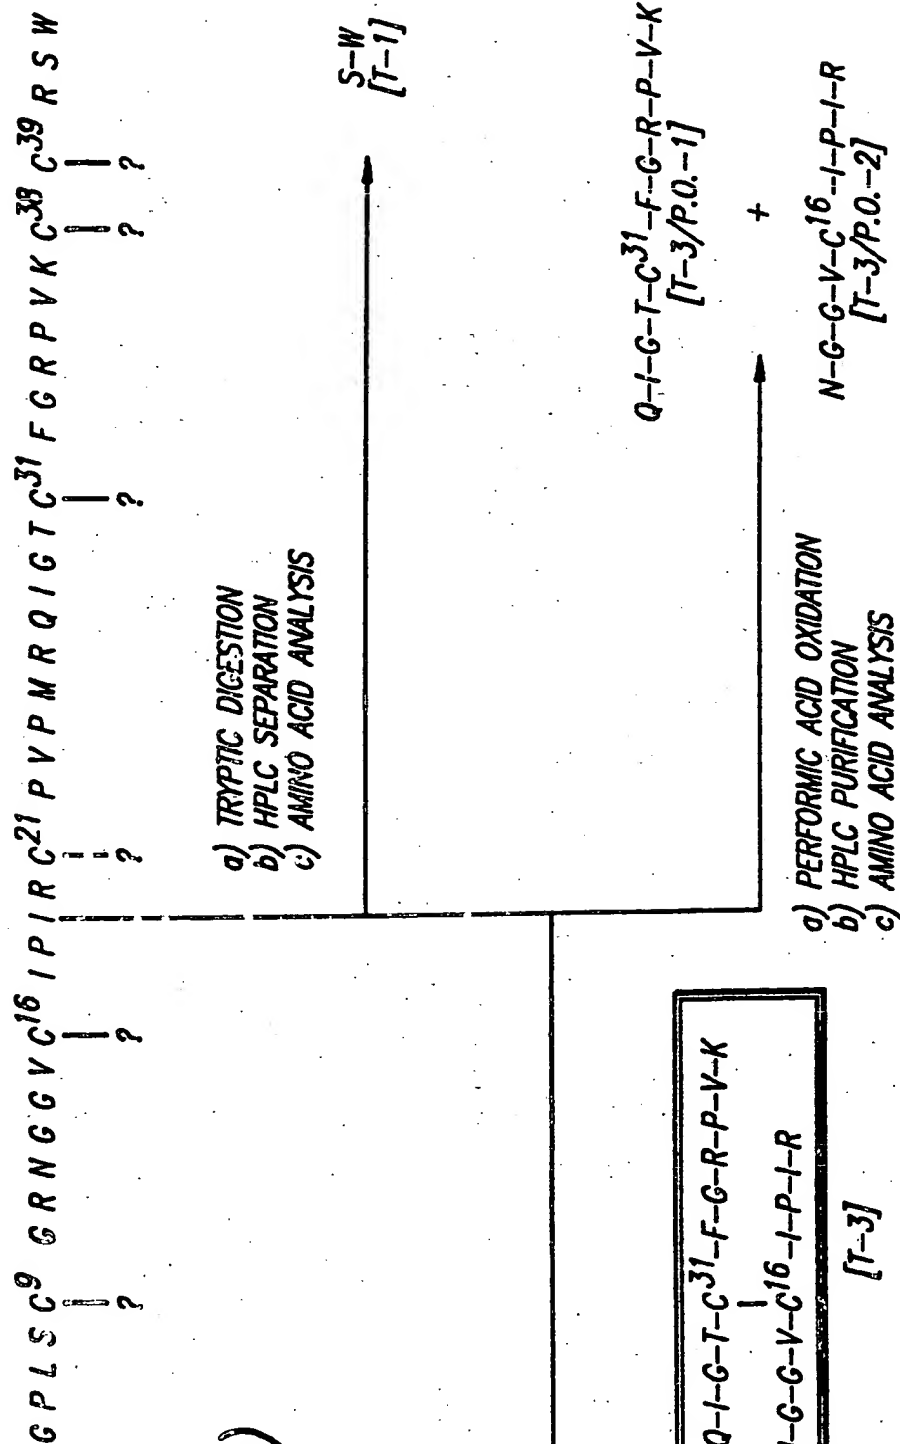 G P L S C9 G R N G G V C16 I P I R C21 P V P M R Q I G T C31 F G R P V K C38 C39 R S W
? ? ? ? ? ?
a) TRYPTIC DIGESTION
b) HPLC SEPARATION
c) AMINO ACID ANALYSIS
S-W
[T-1]
Q-I-G-T-C31-F-G-R-P-V-K
[T-3/P.O.-1]
+
N-G-G-V-C16-I-P-I-R
[T-3/P.O.-2]
a) PERFORMIC ACID OXIDATION
b) HPLC PURIFICATION
c) AMINO ACID ANALYSIS
Q-I-G-T-C31-F-G-R-P-V-K
-G-G-V-C16-I-P-I-R
[T-3]